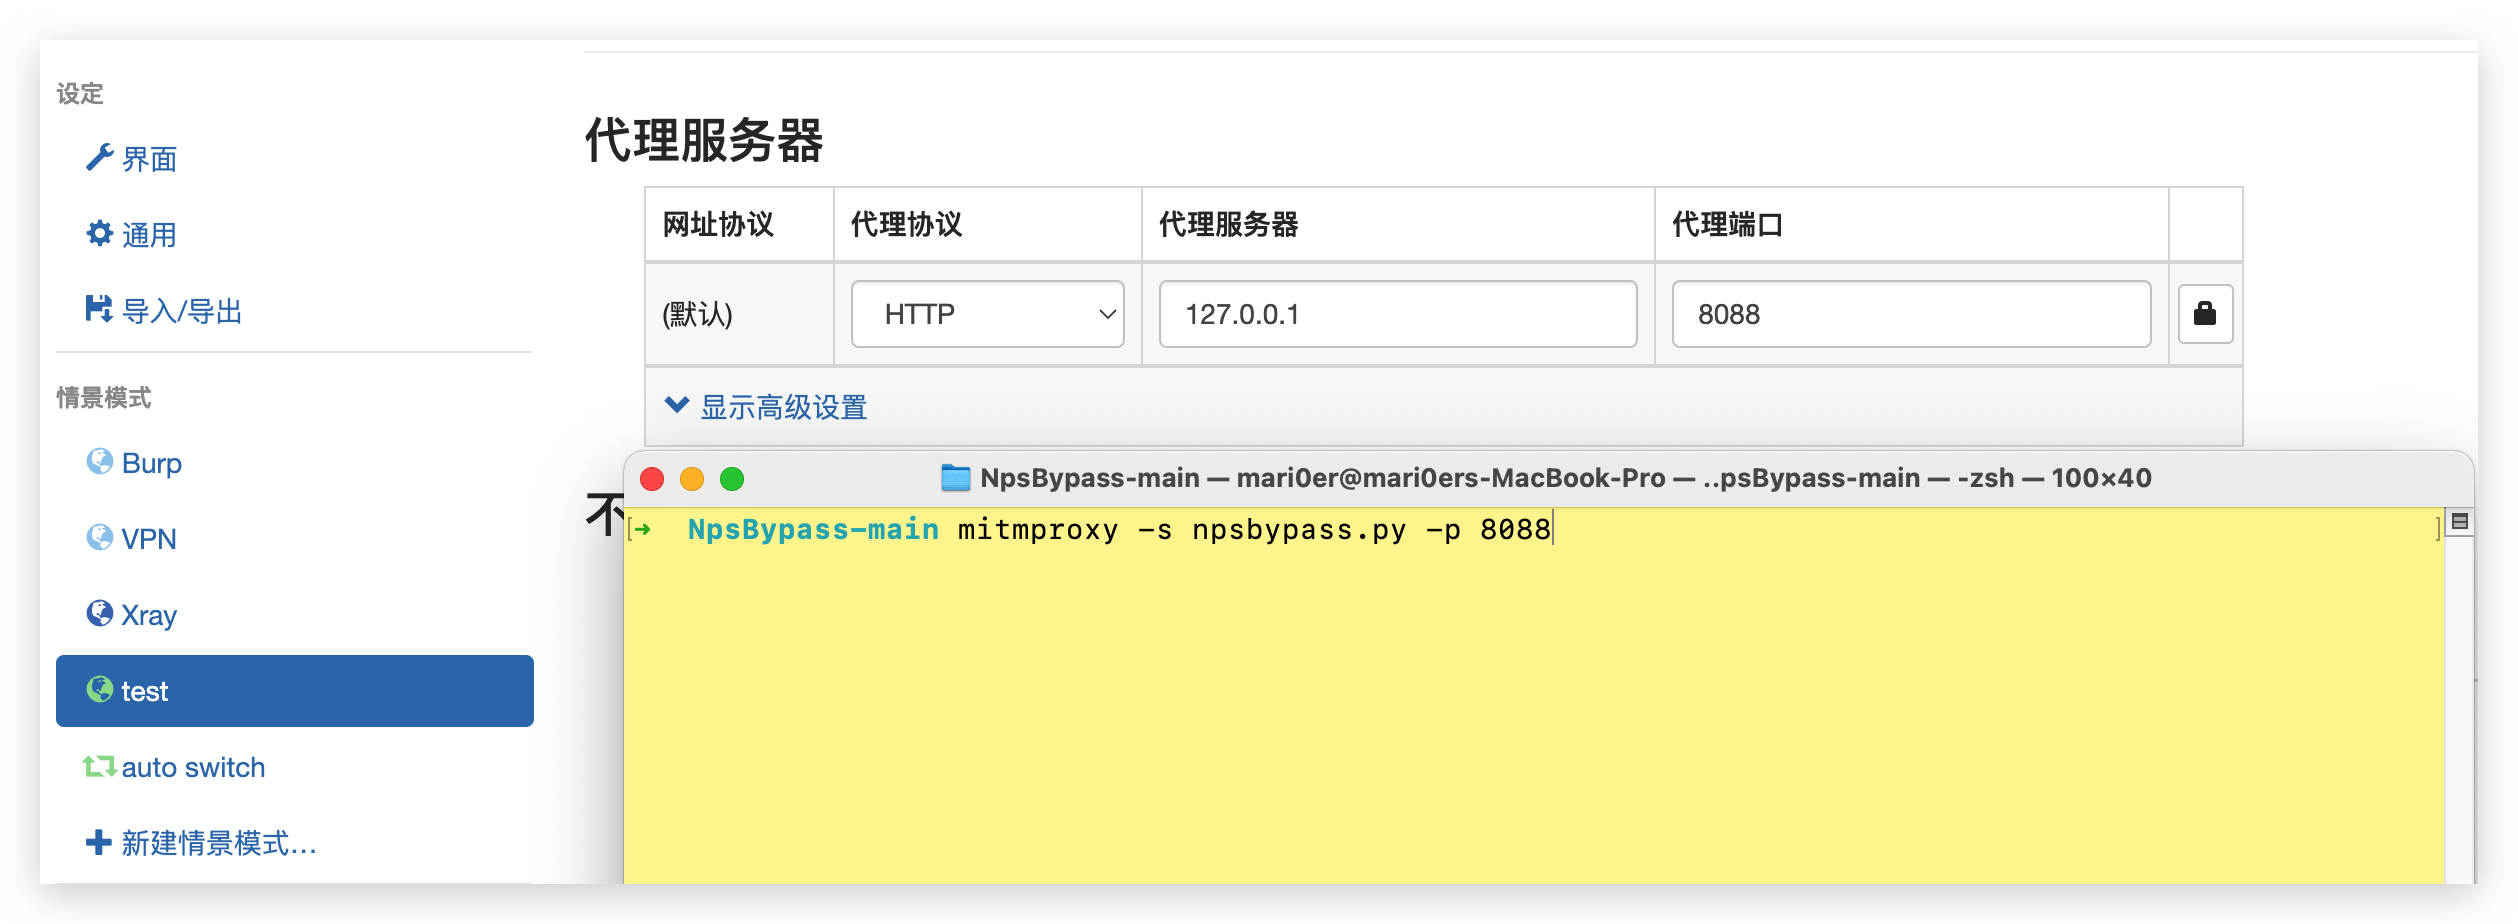 设定
界面
通用
导入/导出
情景模式
Burp
VPN
Xray
test
auto switch
新建情景模式...
代理服务器
网址协议 代理协议 代理服务器 代理端口
(默认) HTTP 127.0.0.1 8088
显示高级设置
不
NpsBypass-main — mari0er@mari0ers-MacBook-Pro — ..psBypass-main — -zsh — 100×40
[➜ NpsBypass-main mitmproxy -s npsbypass.py -p 8088 ]